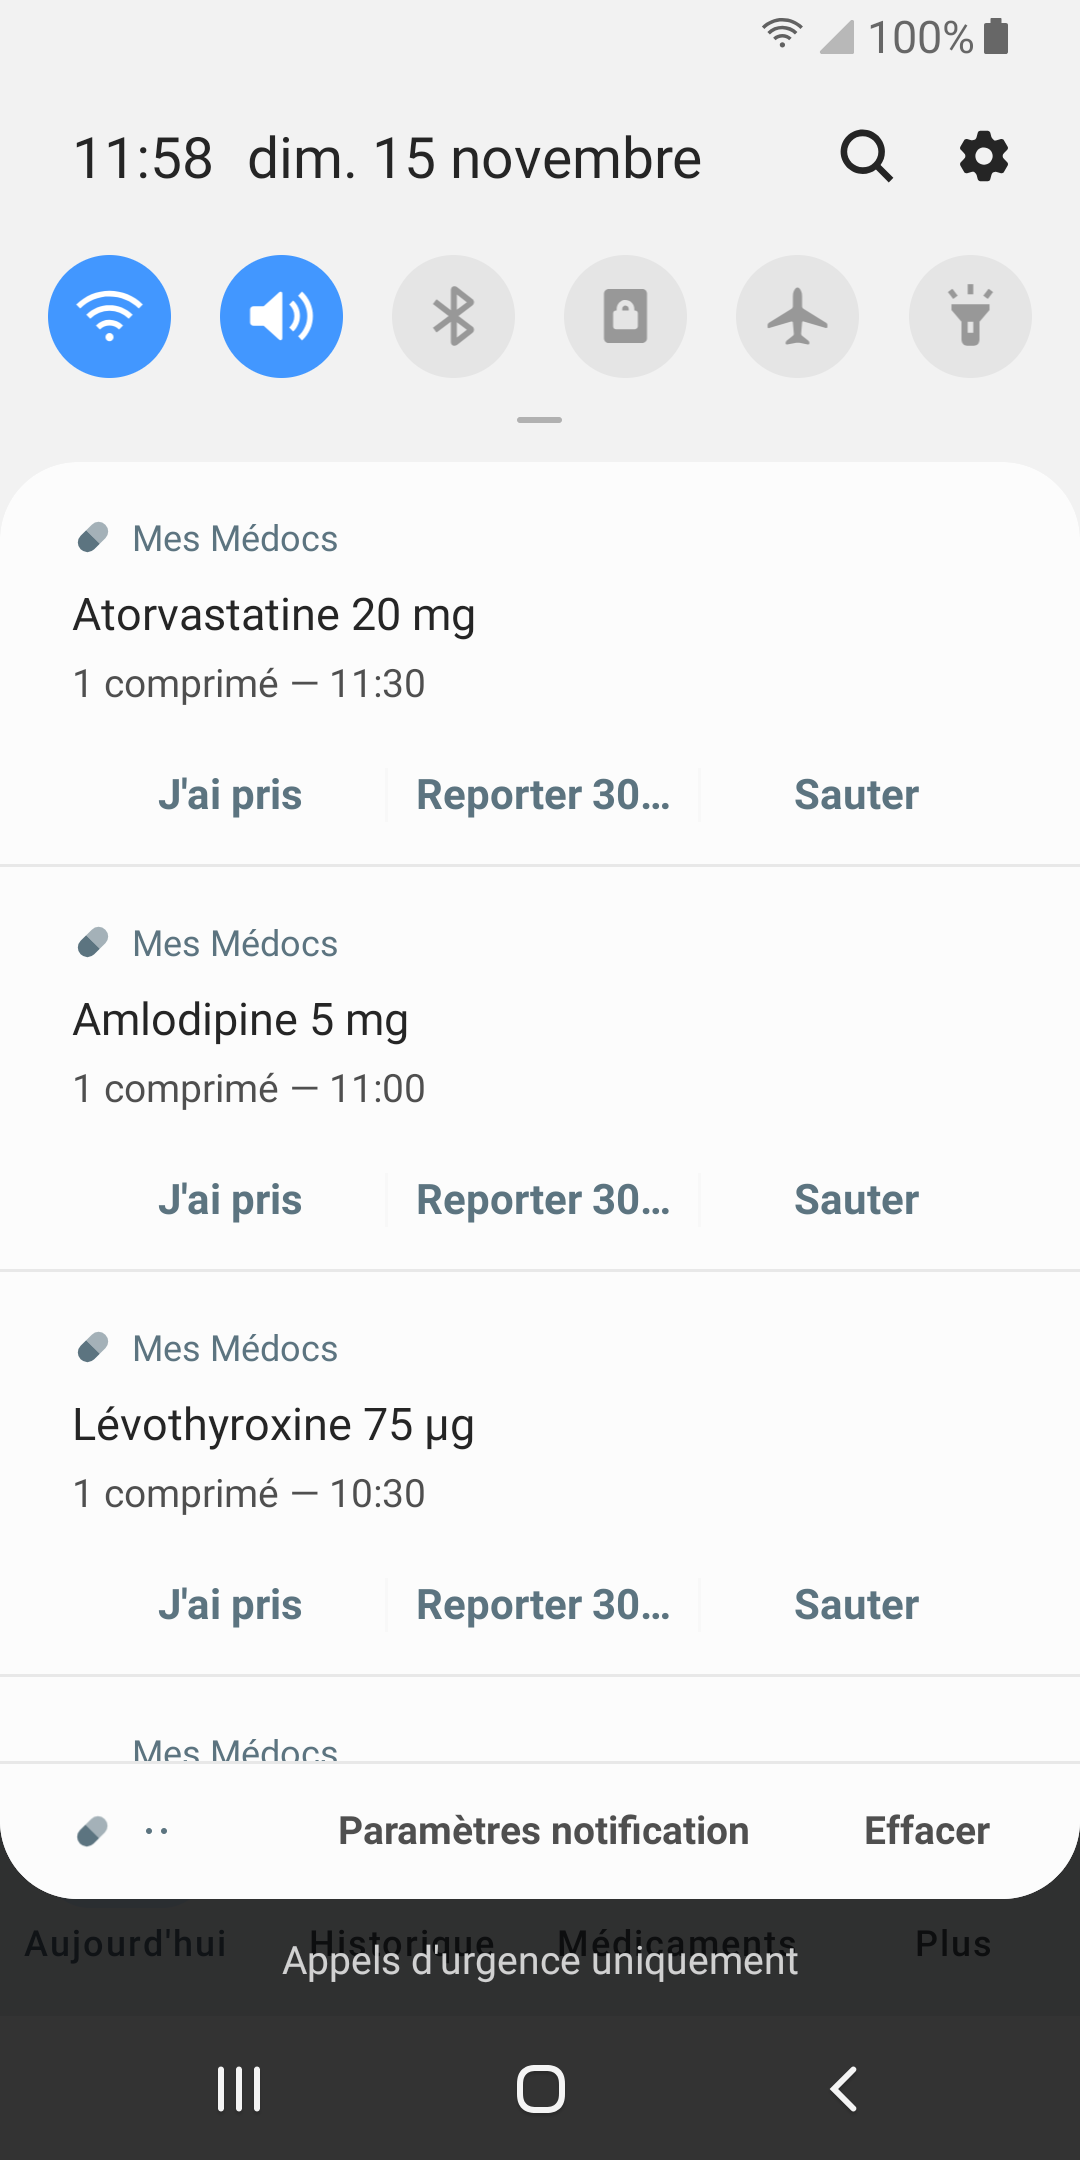 100%
11:58 dim. 15 novembre
Mes Médocs
Atorvastatine 20 mg
1 comprimé — 11:30
J'ai pris Reporter 30… Sauter
Mes Médocs
Amlodipine 5 mg
1 comprimé — 11:00
J'ai pris Reporter 30… Sauter
Mes Médocs
Lévothyroxine 75 µg
1 comprimé — 10:30
J'ai pris Reporter 30… Sauter
Mes Médocs
Paramètres notification Effacer
Aujourd'hui Historique Médicaments Plus
Appels d'urgence uniquement